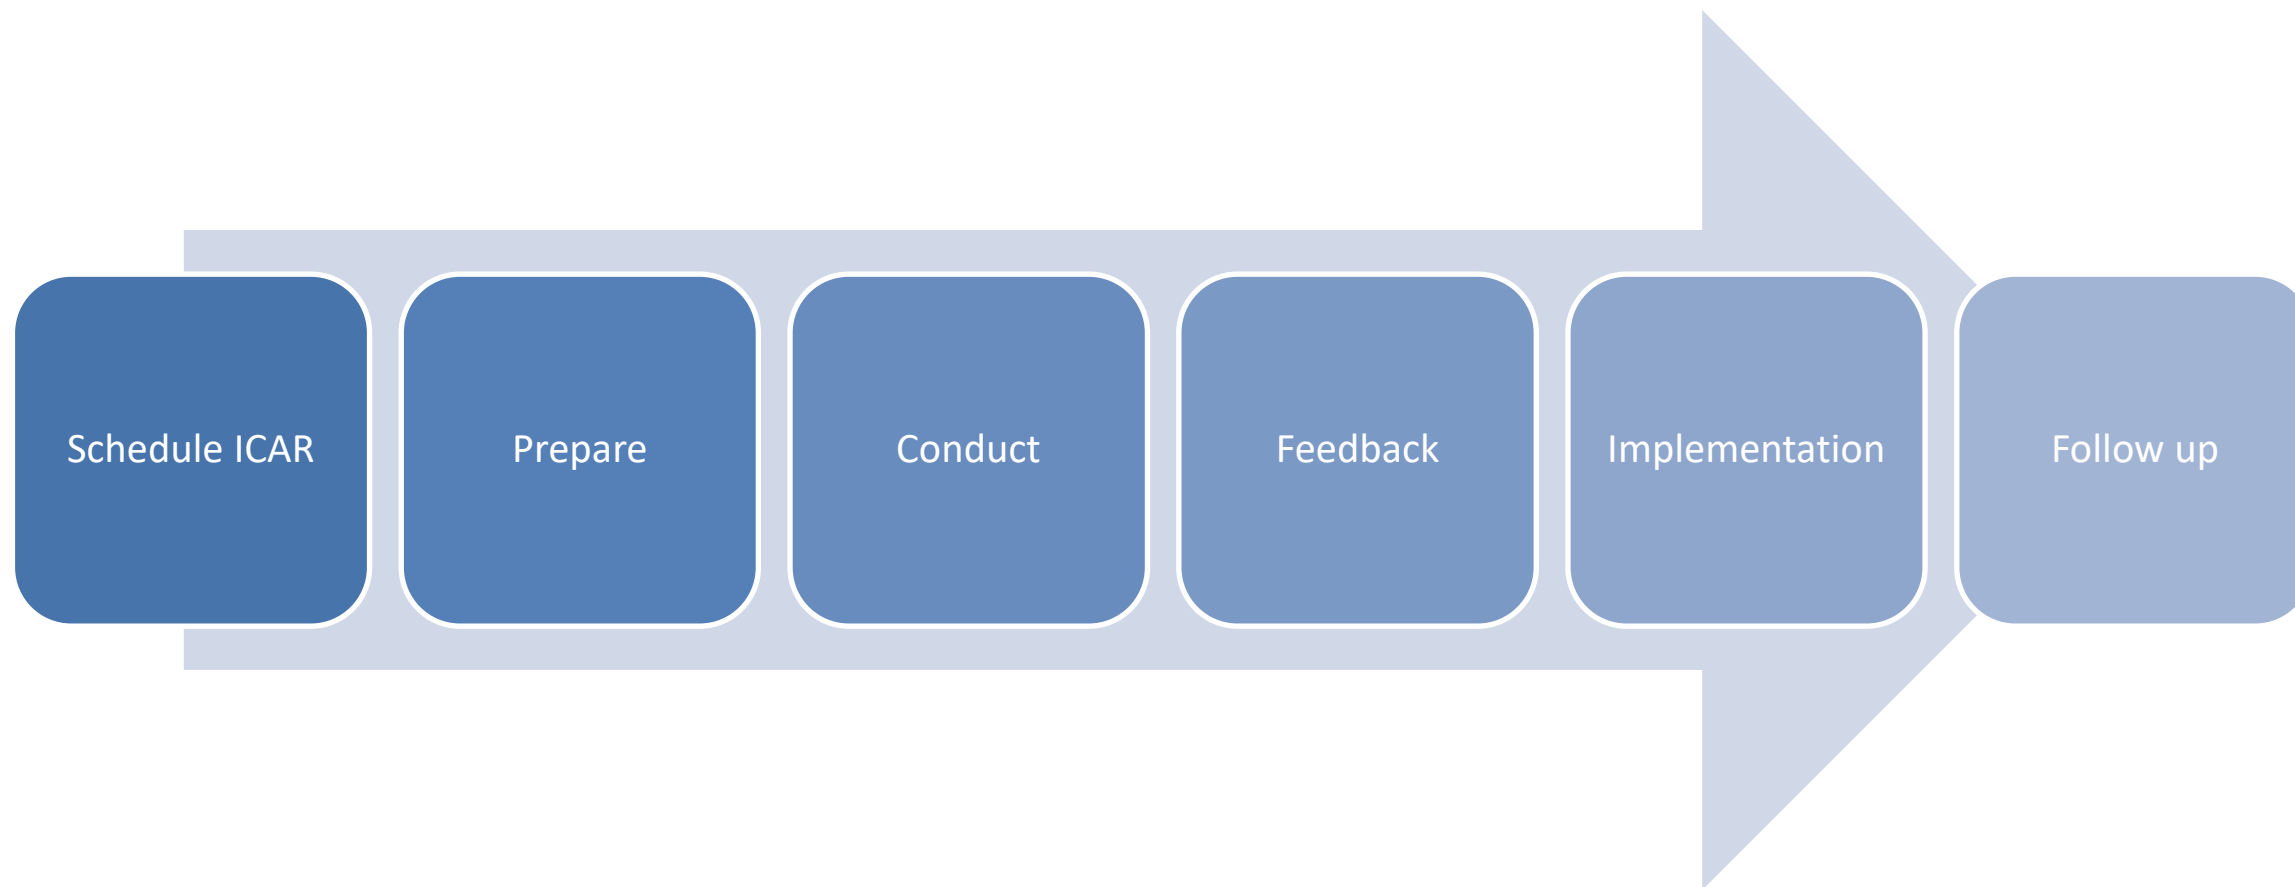 Schedule ICAR
Prepare
Conduct
Feedback
Implementation
Follow up